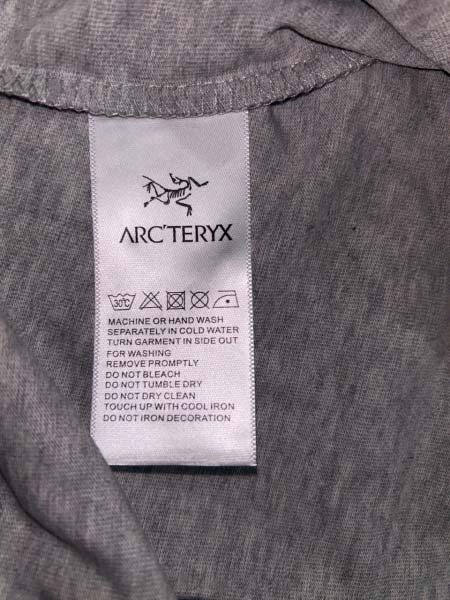 ARC'TERYX
30°C
MACHINE OR HAND WASH
SEPARATELY IN COLD WATER
TURN GARMENT IN SIDE OUT
FOR WASHING
REMOVE PROMPTLY
DO NOT BLEACH
DO NOT TUMBLE DRY
DO NOT DRY CLEAN
TOUCH UP WITH COOL IRON
DO NOT IRON DECORATION